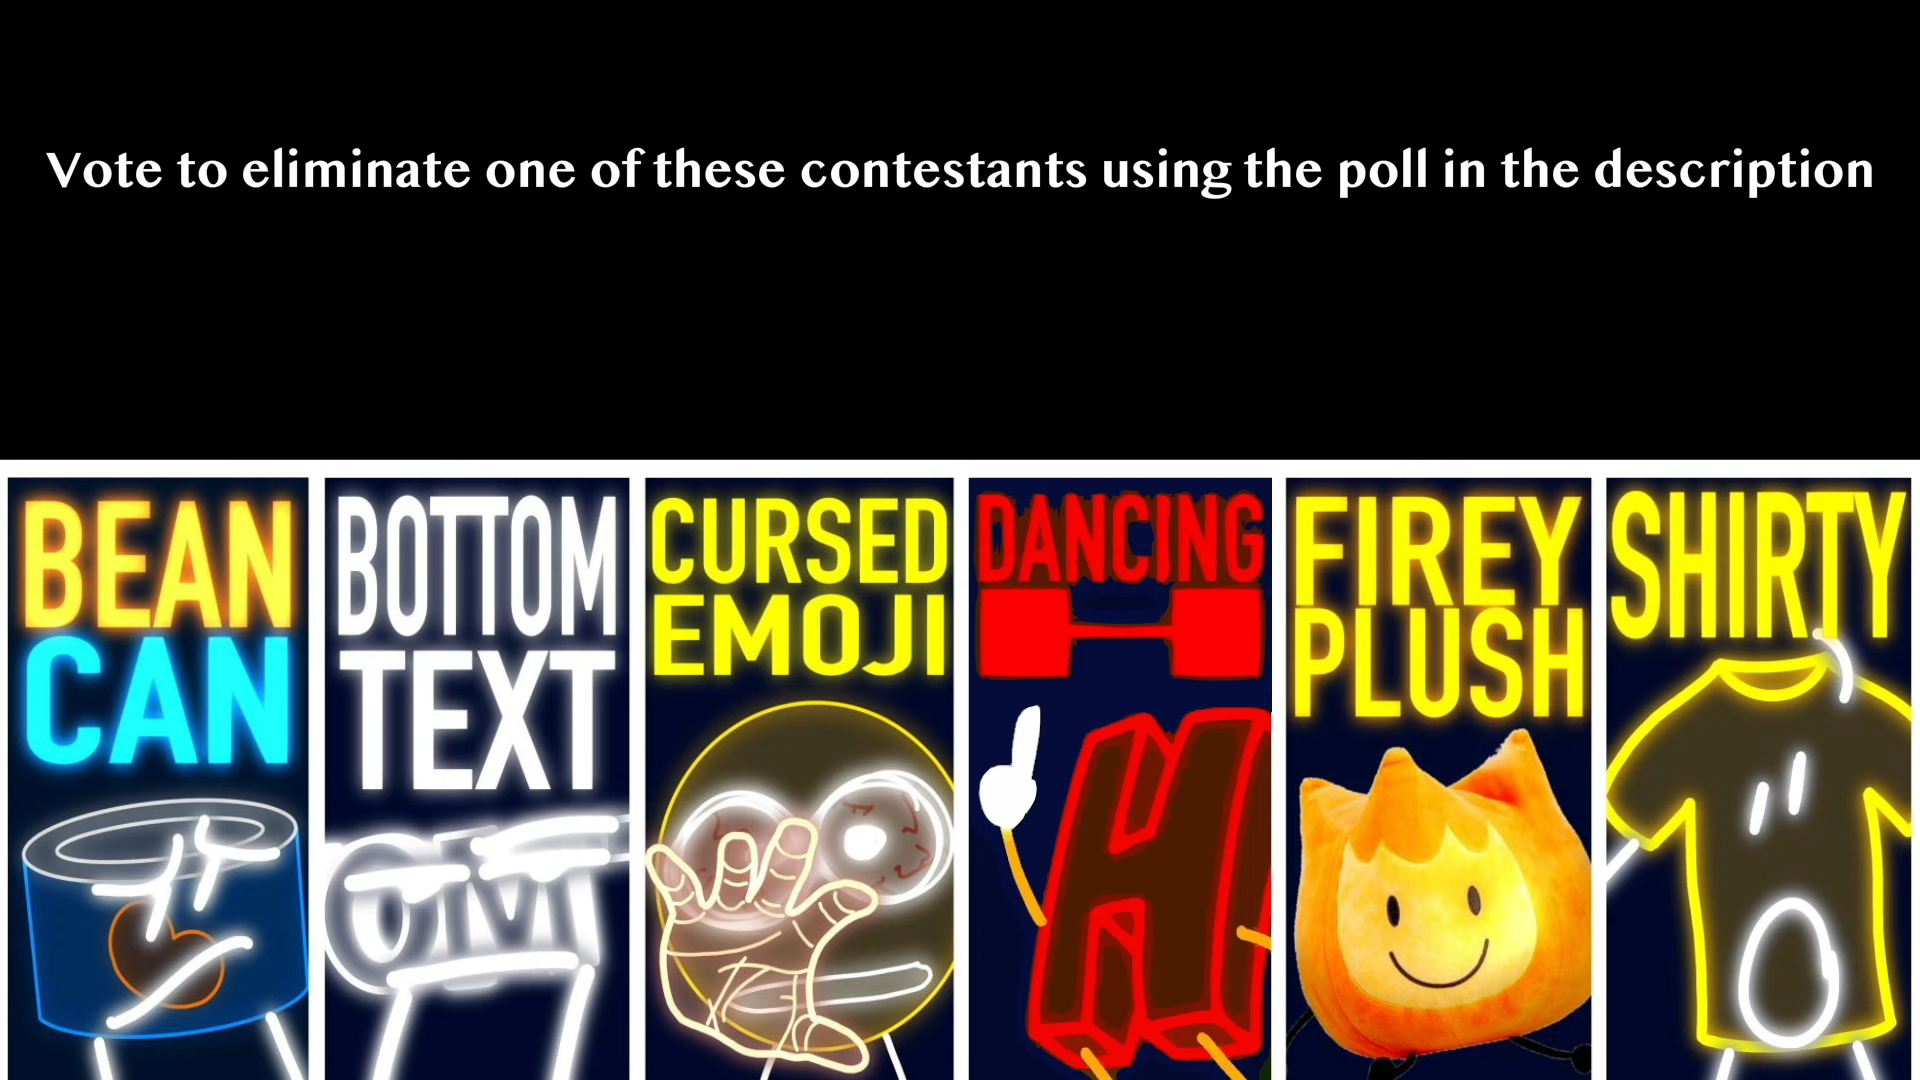 Vote to eliminate one of these contestants using the poll in the description
BEAN
CAN
BOTTOM
TEXT
CURSED
EMOJI
DANCING
H
FIREY
PLUSH
SHIRTY